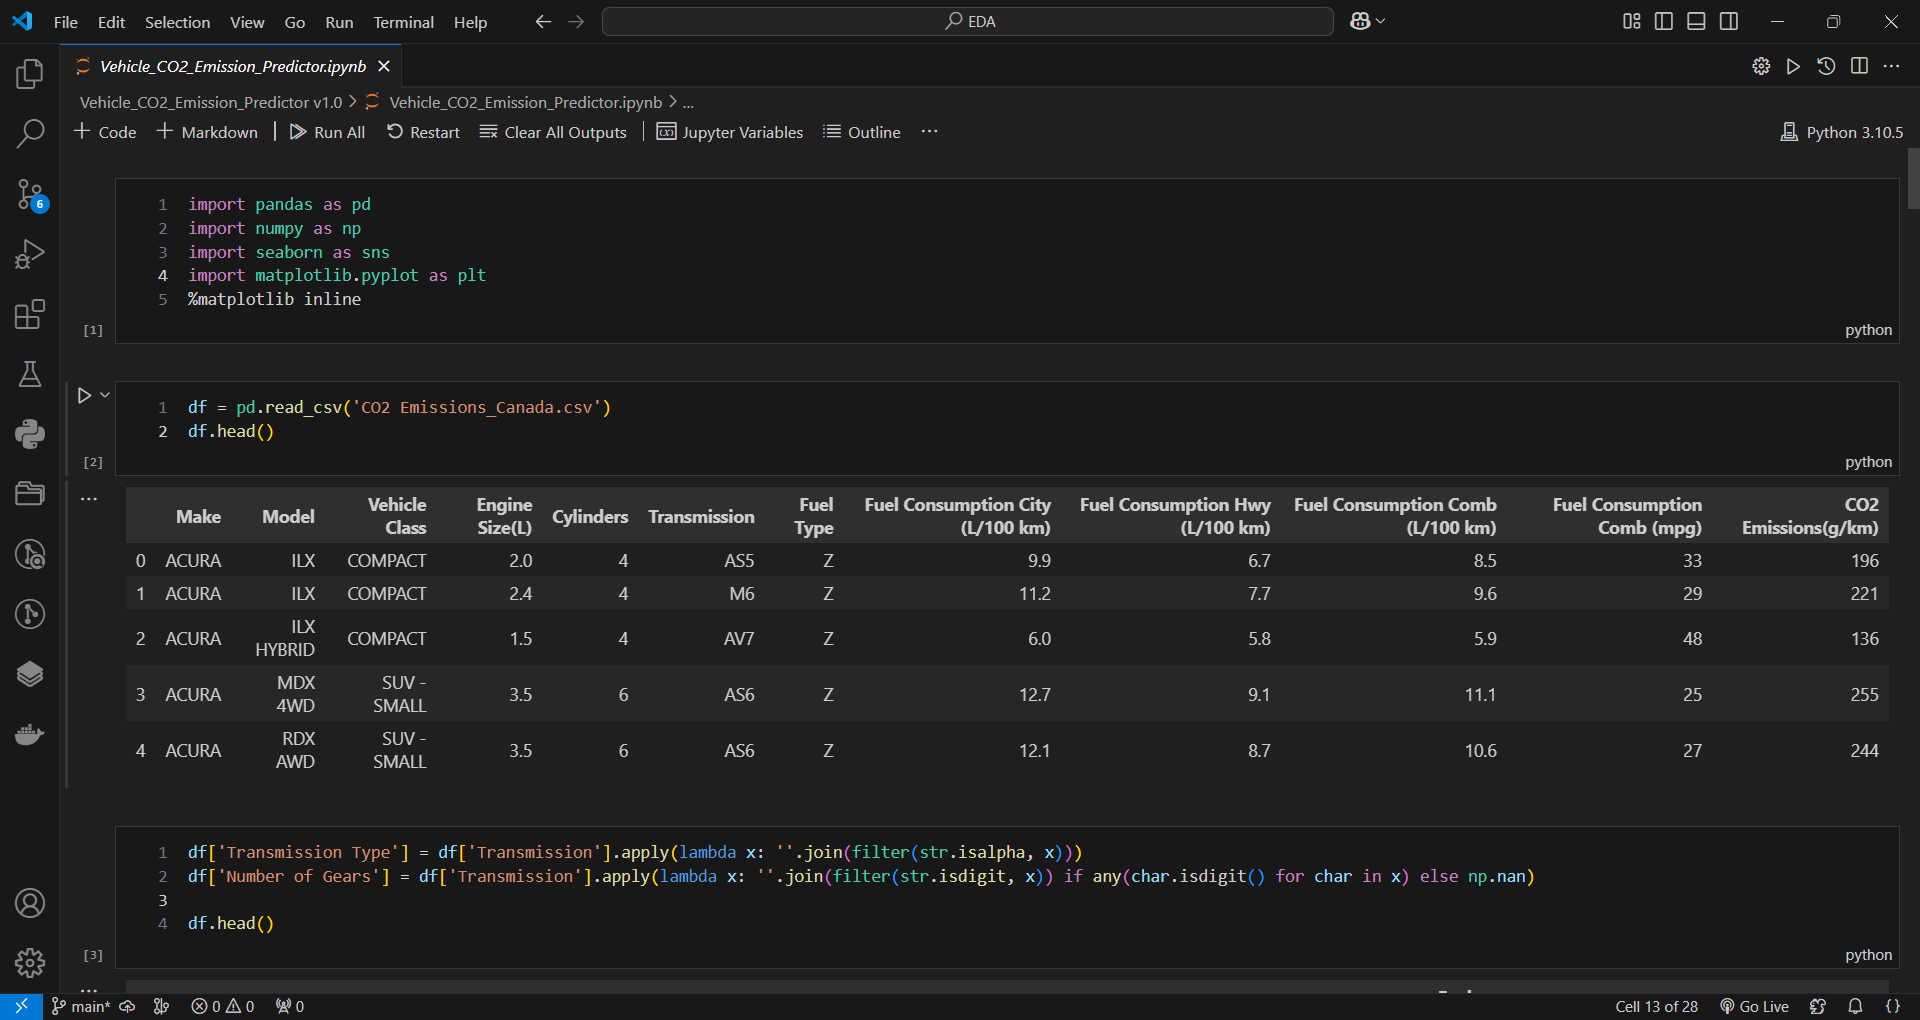 File Edit Selection View Go Run Terminal Help
EDA
Vehicle_CO2_Emission_Predictor.ipynb
Vehicle_CO2_Emission_Predictor v1.0 > Vehicle_CO2_Emission_Predictor.ipynb > ...
+ Code + Markdown Run All Restart Clear All Outputs Jupyter Variables Outline ...
Python 3.10.5
6
1 import pandas as pd
2 import numpy as np
3 import seaborn as sns
4 import matplotlib.pyplot as plt
5 %matplotlib inline
[1]
python
1 df = pd.read_csv('CO2 Emissions_Canada.csv')
2 df.head()
[2]
python
...
Make Model Vehicle Class Engine Size(L) Cylinders Transmission Fuel Type Fuel Consumption City (L/100 km) Fuel Consumption Hwy (L/100 km) Fuel Consumption Comb (L/100 km) Fuel Consumption Comb (mpg) CO2 Emissions(g/km)
0 ACURA ILX COMPACT 2.0 4 AS5 Z 9.9 6.7 8.5 33 196
1 ACURA ILX COMPACT 2.4 4 M6 Z 11.2 7.7 9.6 29 221
2 ACURA ILX HYBRID COMPACT 1.5 4 AV7 Z 6.0 5.8 5.9 48 136
3 ACURA MDX 4WD SUV - SMALL 3.5 6 AS6 Z 12.7 9.1 11.1 25 255
4 ACURA RDX AWD SUV - SMALL 3.5 6 AS6 Z 12.1 8.7 10.6 27 244
1 df['Transmission Type'] = df['Transmission'].apply(lambda x: ''.join(filter(str.isalpha, x)))
2 df['Number of Gears'] = df['Transmission'].apply(lambda x: ''.join(filter(str.isdigit, x)) if any(char.isdigit() for char in x) else np.nan)
3
4 df.head()
[3]
python
...
main* 0 0 0
Cell 13 of 28 Go Live {}